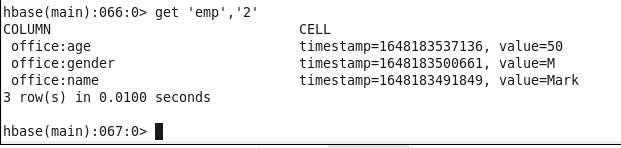 hbase(main):066:0> get 'emp','2'
COLUMN                CELL
 office:age           timestamp=1648183537136, value=50
 office:gender        timestamp=1648183500661, value=M
 office:name          timestamp=1648183491849, value=Mark
3 row(s) in 0.0100 seconds

hbase(main):067:0>